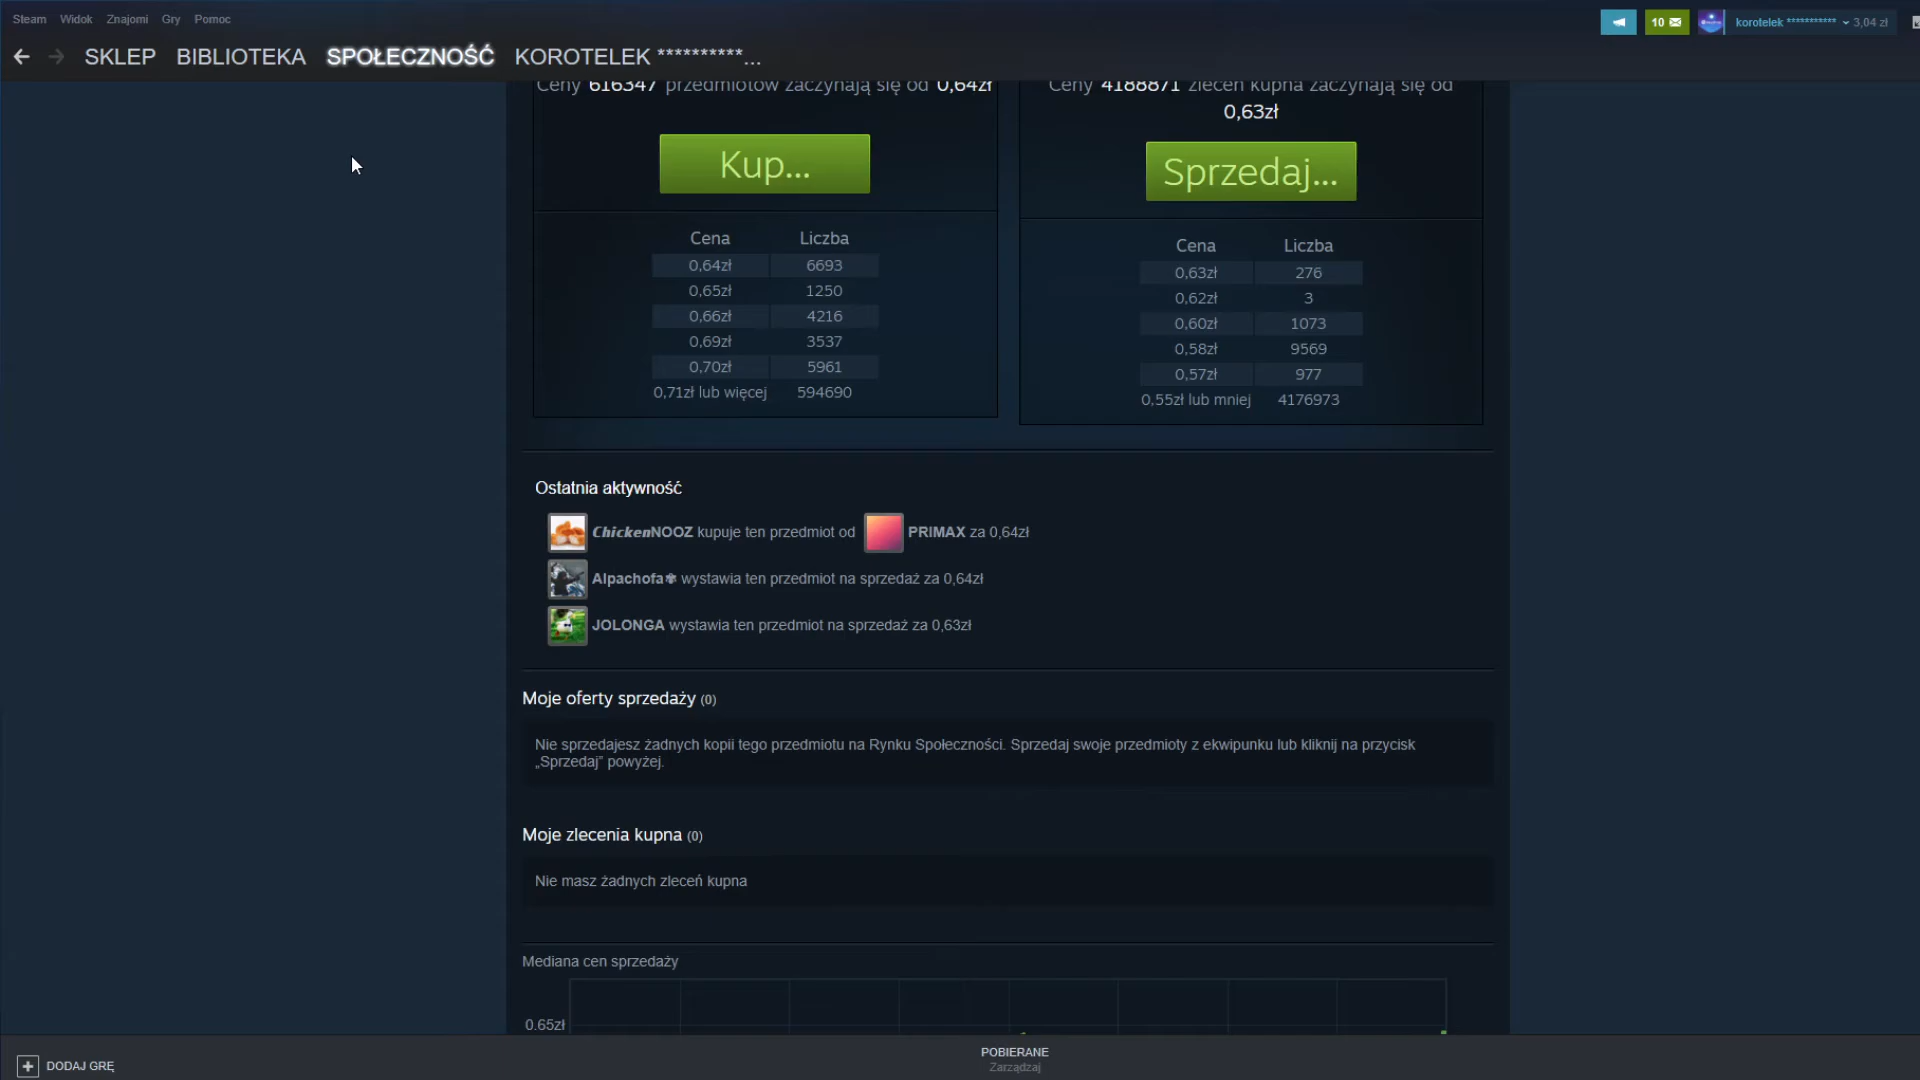 Steam Widok Znajomi Gry Pomoc
10 korotelek *********** 3,04 zł
SKLEP BIBLIOTEKA SPOŁECZNOŚĆ KOROTELEK **********...
Ceny 616347 przedmiotów zaczynają się od 0,64zł
Kup...
Cena Liczba
0,64zł 6693
0,65zł 1250
0,66zł 4216
0,69zł 3537
0,70zł 5961
0,71zł lub więcej 594690
Ceny 4188871 zleceń kupna zaczynają się od
0,63zł
Sprzedaj...
Cena Liczba
0,63zł 276
0,62zł 3
0,60zł 1073
0,58zł 9569
0,57zł 977
0,55zł lub mniej 4176973
Ostatnia aktywność
ChickenNOOZ kupuje ten przedmiot od PRIMAX za 0,64zł
Alpachofa✾ wystawia ten przedmiot na sprzedaż za 0,64zł
JOLONGA wystawia ten przedmiot na sprzedaż za 0,63zł
Moje oferty sprzedaży (0)
Nie sprzedajesz żadnych kopii tego przedmiotu na Rynku Społeczności. Sprzedaj swoje przedmioty z ekwipunku lub kliknij na przycisk
„Sprzedaj” powyżej.
Moje zlecenia kupna (0)
Nie masz żadnych zleceń kupna
Mediana cen sprzedaży
0.65zł
DODAJ GRĘ
POBIERANE
Zarządzaj